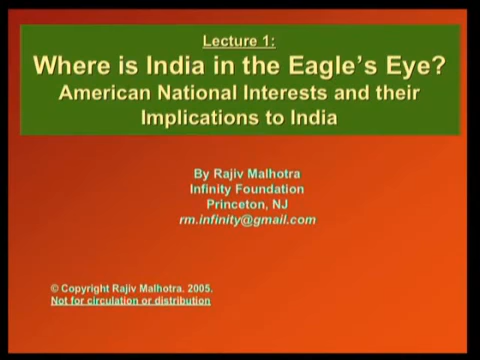 Lecture 1:
Where is India in the Eagle's Eye?
American National Interests and their
Implications to India
By Rajiv Malhotra
Infinity Foundation
Princeton, NJ
rm.infinity@gmail.com
© Copyright Rajiv Malhotra. 2005.
Not for circulation or distribution